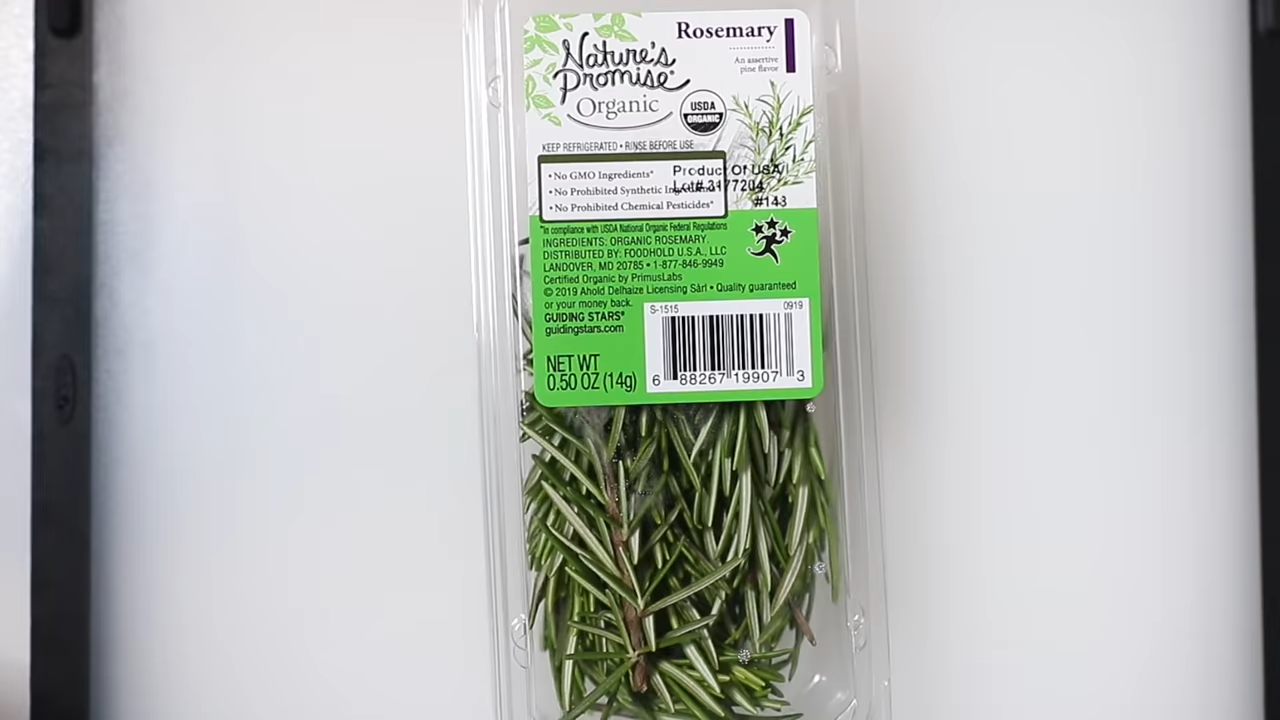 Rosemary
An assertive
pine flavor
Nature's
Promise®
Organic
USDA
ORGANIC
KEEP REFRIGERATED • RINSE BEFORE USE
• No GMO Ingredients*
• No Prohibited Synthetic Ingredients*
• No Prohibited Chemical Pesticides*
Product Of USA/
Lot# 3177204
#143
*In compliance with USDA National Organic Federal Regulations
INGREDIENTS: ORGANIC ROSEMARY.
DISTRIBUTED BY: FOODHOLD U.S.A., LLC
LANDOVER, MD 20785 • 1-877-846-9949
Certified Organic by PrimusLabs
© 2019 Ahold Delhaize Licensing Sàrl • Quality guaranteed
or your money back.
GUIDING STARS®
guidingstars.com
S-1515 0919
NET WT
0.50 OZ (14g)
6 88267 19907 3